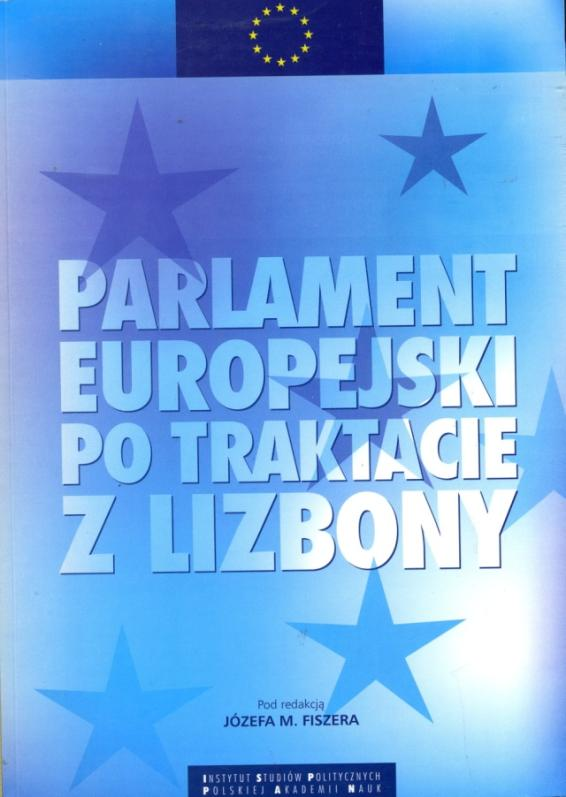 PARLAMENT
EUROPEJSKI
PO TRAKTACIE
Z LIZBONY
Pod redakcją
JÓZEFA M. FISZERA
INSTYTUT STUDIÓW POLITYCZNYCH
POLSKIEJ AKADEMII NAUK